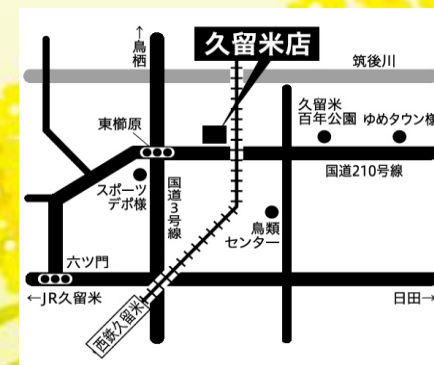 ↑鳥栖
久留米店
筑後川
久留米
百年公園
ゆめタウン様
東櫛原
国道210号線
スポーツ
デポ様
国道3号線
鳥類
センター
六ツ門
←JR久留米
日田→
西鉄久留米